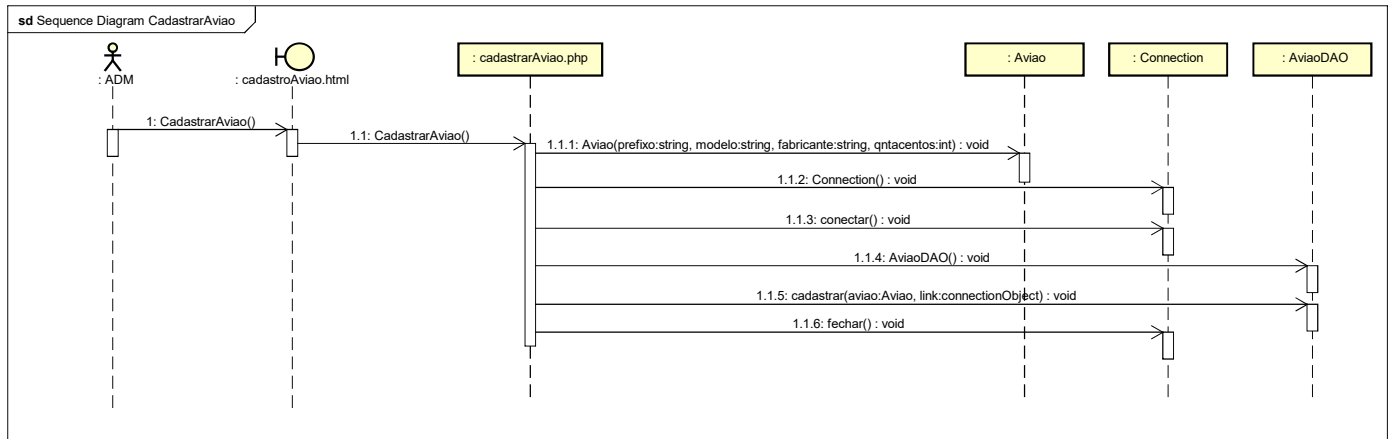 sd Sequence Diagram CadastrarAviao
: ADM
: cadastroAviao.html
: cadastrarAviao.php
: Aviao
: Connection
: AviaoDAO
1: CadastrarAviao()
1.1: CadastrarAviao()
1.1.1: Aviao(prefixo:string, modelo:string, fabricante:string, qntacentos:int) : void
1.1.2: Connection() : void
1.1.3: conectar() : void
1.1.4: AviaoDAO() : void
1.1.5: cadastrar(aviao:Aviao, link:connectionObject) : void
1.1.6: fechar() : void